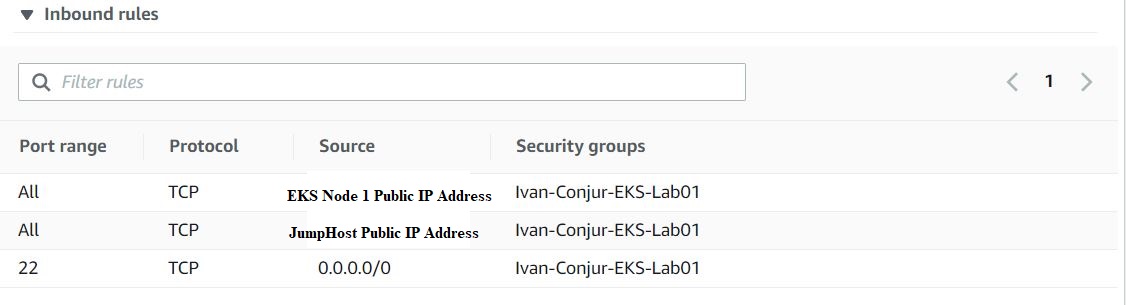 Inbound rules
Filter rules
1
Port range Protocol Source Security groups
All TCP EKS Node 1 Public IP Address Ivan-Conjur-EKS-Lab01
All TCP JumpHost Public IP Address Ivan-Conjur-EKS-Lab01
22 TCP 0.0.0.0/0 Ivan-Conjur-EKS-Lab01